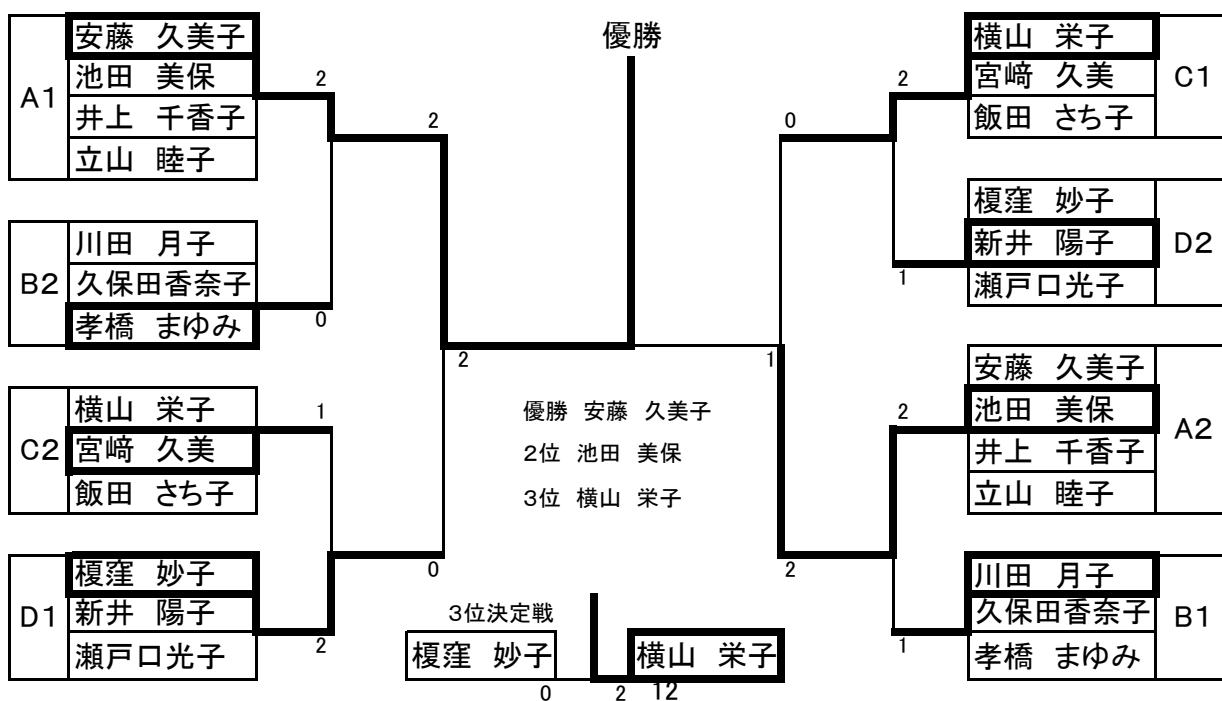 優勝
A1
安藤 久美子
池田 美保
井上 千香子
立山 睦子
2
2
B2
川田 月子
久保田香奈子
孝橋 まゆみ
0
2
C2
横山 栄子
宮﨑 久美
飯田 さち子
1
D1
榎窪 妙子
新井 陽子
瀬戸口光子
2
0
優勝 安藤 久美子
2位 池田 美保
3位 横山 栄子
3位決定戦
榎窪 妙子
横山 栄子
0
2
12
横山 栄子
宮﨑 久美
飯田 さち子
C1
2
0
榎窪 妙子
新井 陽子
瀬戸口光子
D2
1
1
安藤 久美子
池田 美保
井上 千香子
立山 睦子
A2
2
川田 月子
久保田香奈子
孝橋 まゆみ
B1
2
1